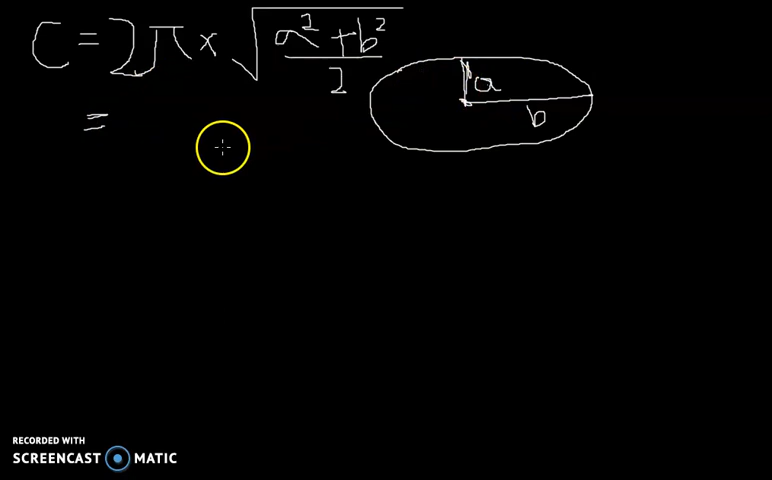 C = 2π × √((a² + b²)/2)
a
b
=
RECORDED WITH
SCREENCAST MATIC